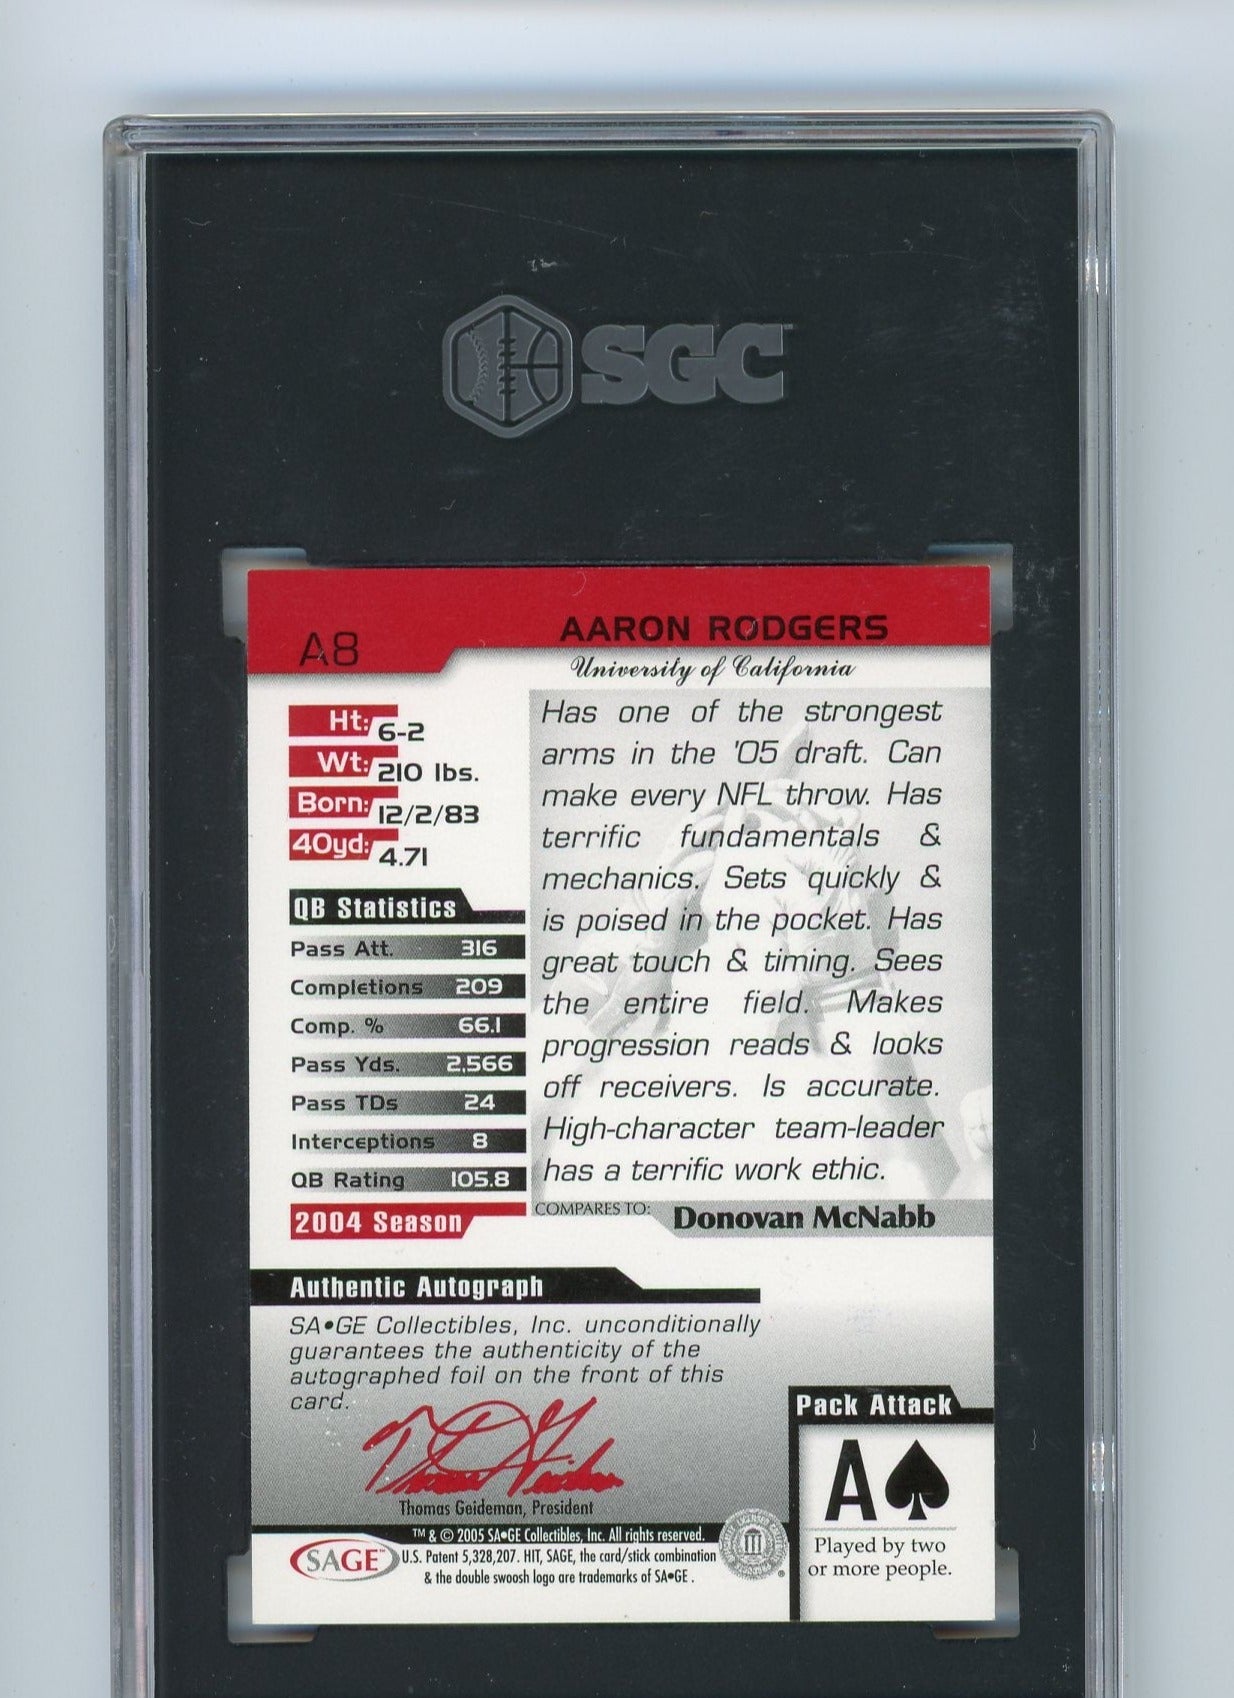 SGC
A8
AARON RODGERS
University of California
Ht: 6-2
Wt: 210 lbs.
Born: 12/2/83
40yd: 4.71
QB Statistics
Pass Att. 316
Completions 209
Comp. % 66.1
Pass Yds. 2,566
Pass TDs 24
Interceptions 8
QB Rating 105.8
2004 Season
Has one of the strongest
arms in the '05 draft. Can
make every NFL throw. Has
terrific fundamentals &
mechanics. Sets quickly &
is poised in the pocket. Has
great touch & timing. Sees
the entire field. Makes
progression reads & looks
off receivers. Is accurate.
High-character team-leader
has a terrific work ethic.
COMPARES TO: Donovan McNabb
Authentic Autograph
SA•GE Collectibles, Inc. unconditionally
guarantees the authenticity of the
autographed foil on the front of this
card.
Thomas Geideman, President
Pack Attack
A♠
Played by two
or more people.
SAGE™
™ & © 2005 SA•GE Collectibles, Inc. All rights reserved.
U.S. Patent 5,328,207. HIT, SAGE, the card/stick combination
& the double swoosh logo are trademarks of SA•GE .